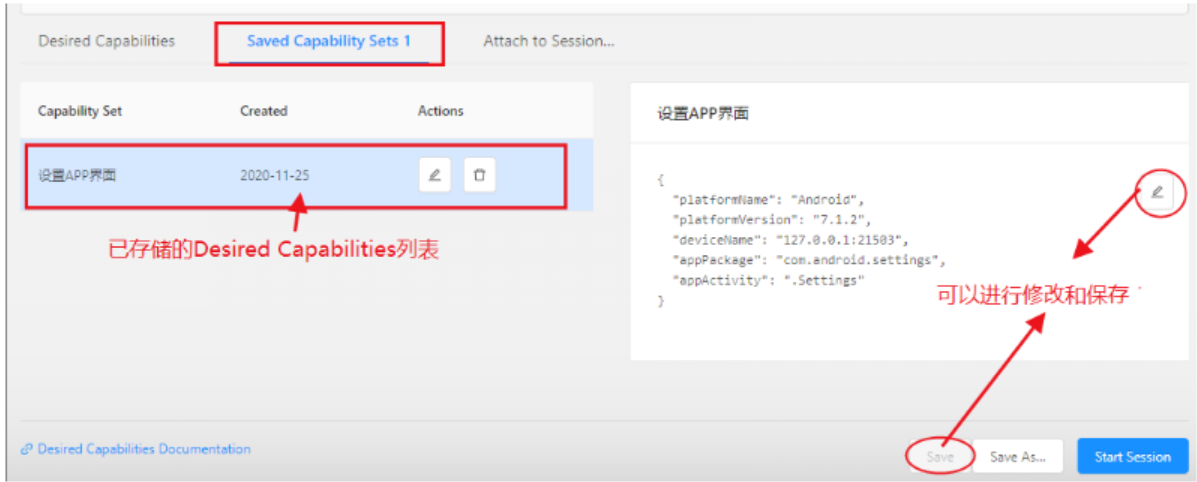 Desired Capabilities
Saved Capability Sets 1
Attach to Session...
Capability Set
Created
Actions
设置APP界面
2020-11-25
已存储的Desired Capabilities列表
设置APP界面
{
"platformName": "Android",
"platformVersion": "7.1.2",
"deviceName": "127.0.0.1:21503",
"appPackage": "com.android.settings",
"appActivity": ".Settings"
}
可以进行修改和保存
Desired Capabilities Documentation
Save
Save As...
Start Session